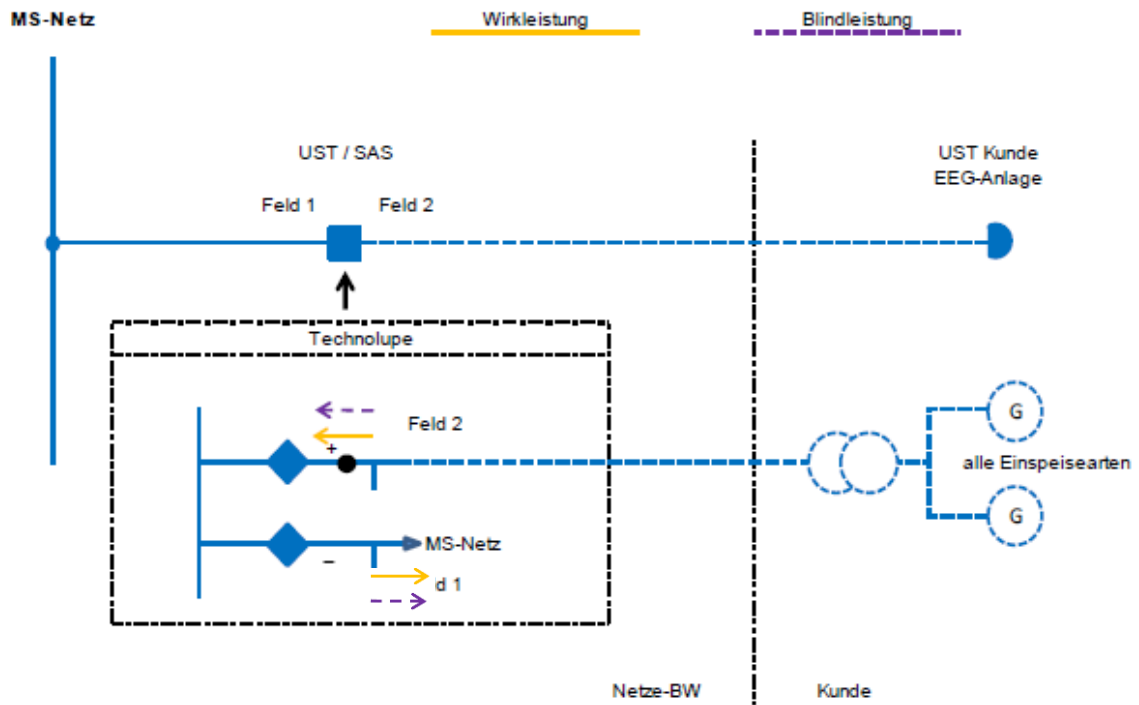 MS-Netz
Wirkleistung
Blindleistung
UST / SAS
UST Kunde
EEG-Anlage
Feld 1
Feld 2
Technolupe
Feld 2
+
G
alle Einspeisearten
G
MS-Netz
–
d 1
Netze-BW
Kunde